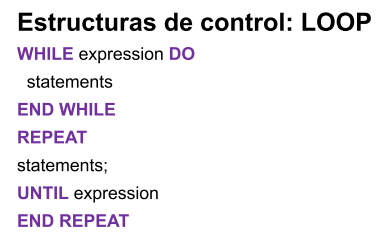 Estructuras de control: LOOP
WHILE expression DO
statements
END WHILE
REPEAT
statements;
UNTIL expression
END REPEAT